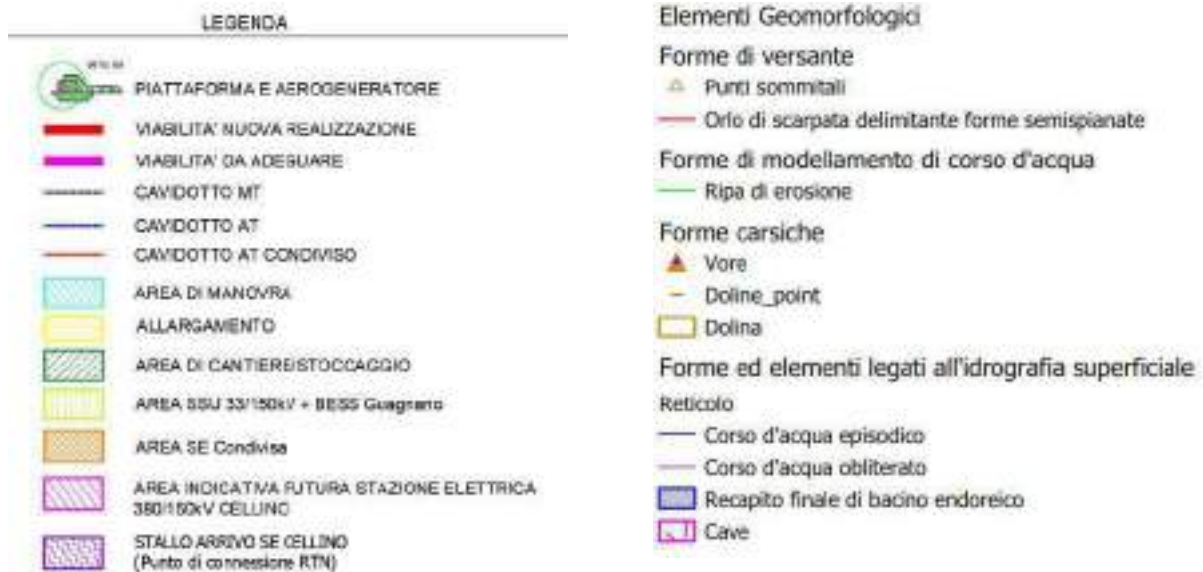 LEGENDA
PIATTAFORMA E AEROGENERATORE
VIABILITA' NUOVA REALIZZAZIONE
VIABILITA' DA ADEGUARE
CAVIDOTTO MT
CAVIDOTTO AT
CAVIDOTTO AT CONDIVISO
AREA DI MANOVRA
ALLARGAMENTO
AREA DI CANTIERE/STOCCAGGIO
AREA SSU 33/150kV + BESS Guagnano
AREA SE Condivisa
AREA INDICATIVA FUTURA STAZIONE ELETTRICA
380/150kV CELLINO
STALLO ARRIVO SE CELLINO
(Punto di connessione RTN)
Elementi Geomorfologici
Forme di versante
Punti sommitali
Orlo di scarpata delimitante forme semispianate
Forme di modellamento di corso d'acqua
Ripa di erosione
Forme carsiche
Vore
Doline_point
Dolina
Forme ed elementi legati all'idrografia superficiale
Reticolo
Corso d'acqua episodico
Corso d'acqua obliterato
Recapito finale di bacino endoreico
Cave